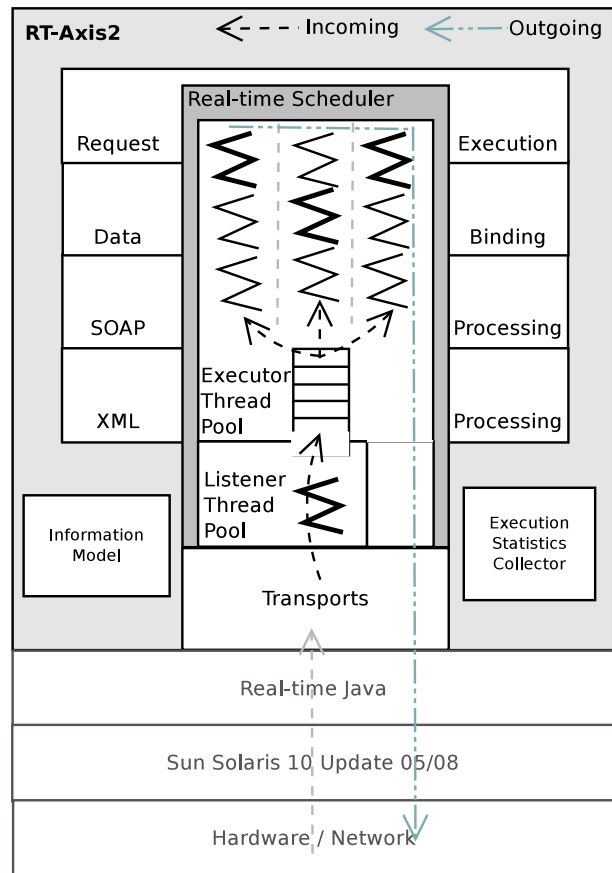 RT-Axis2
Incoming
Outgoing
Real-time Scheduler
Request
Execution
Data
Binding
SOAP
Processing
XML
Processing
Executor
Thread
Pool
Listener
Thread
Pool
Information
Model
Execution
Statistics
Collector
Transports
Real-time Java
Sun Solaris 10 Update 05/08
Hardware / Network